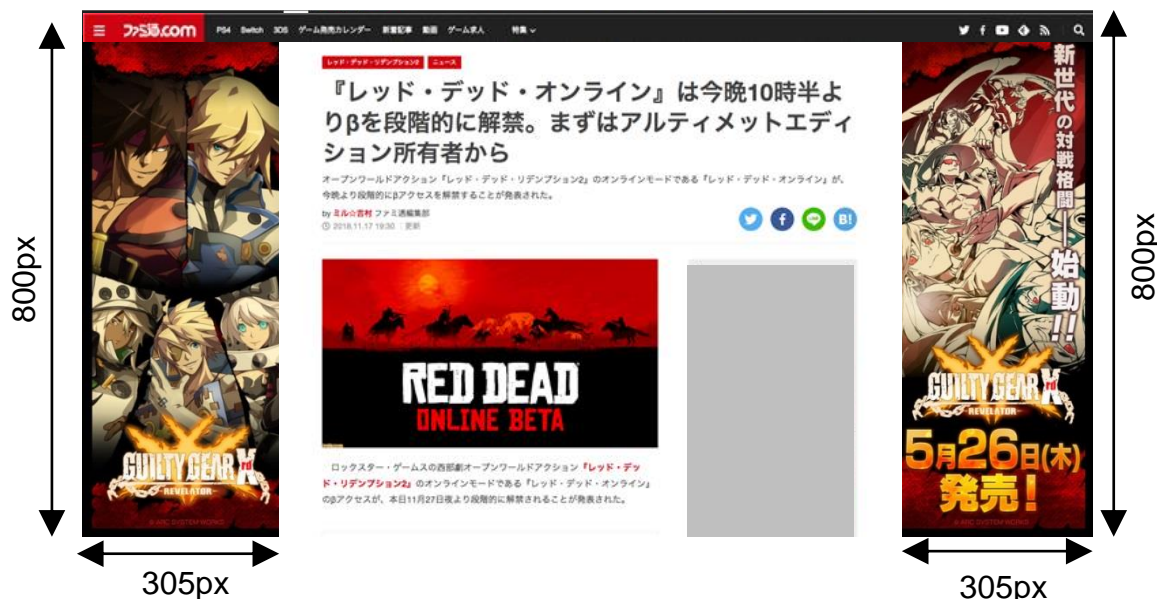 ファミ通.com PS4 Switch 3DS ゲーム発売カレンダー 新着記事 動画 ゲーム求人 特集
レッド・デッド・リデンプション2 ニュース
『レッド・デッド・オンライン』は今晩10時半よ
りβを段階的に解禁。まずはアルティメットエディ
ション所有者から
オープンワールドアクション『レッド・デッド・リデンプション2』のオンラインモードである『レッド・デッド・オンライン』が、
今晩より段階的にβアクセスを解禁することが発表された。
by ミル☆吉村 ファミ通編集部
2018.11.17 19:30 更新
B!
RED DEAD
ONLINE BETA
ロックスター・ゲームスの西部劇オープンワールドアクション『レッド・デッ
ド・リデンプション2』のオンラインモードである『レッド・デッド・オンライン』
のβアクセスが、本日11月27日夜より段階的に解禁されることが発表された。
GUILTY GEAR Xrd
-REVELATOR-
© ARC SYSTEM WORKS
新世代の対戦格闘――始動!!
GUILTY GEAR Xrd
-REVELATOR-
5月26日(木)
発売!
© ARC SYSTEM WORKS
800px
800px
305px
305px